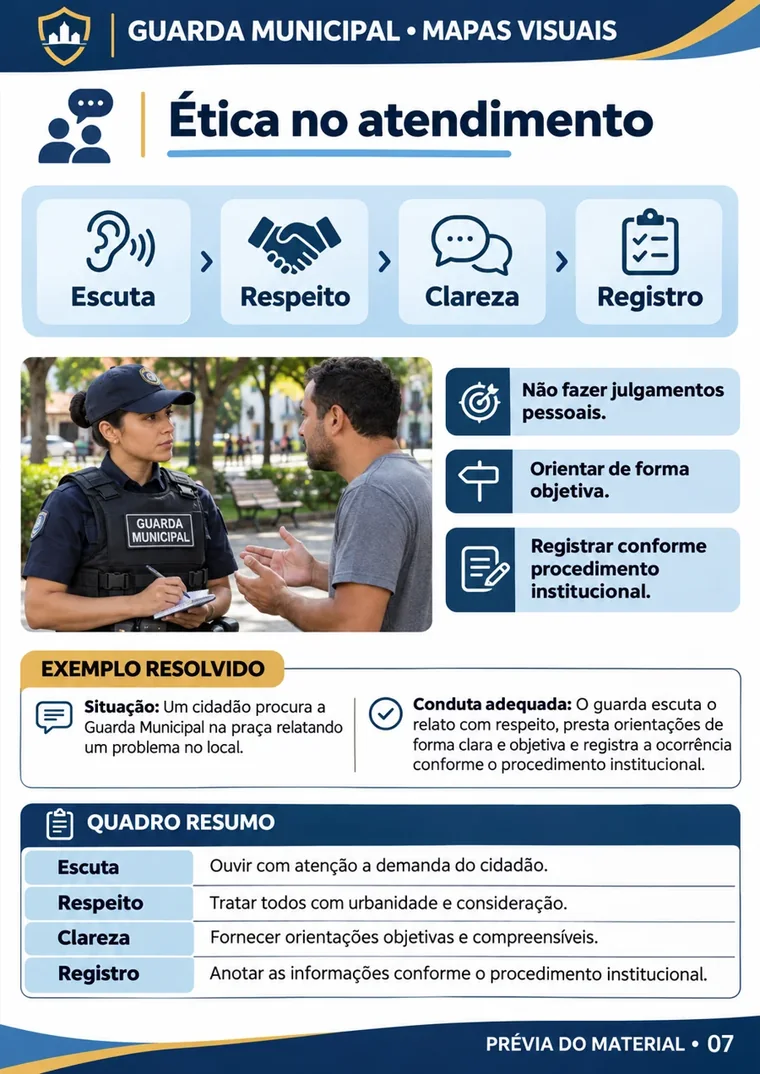 GUARDA MUNICIPAL • MAPAS VISUAIS
Ética no atendimento
Escuta
Respeito
Clareza
Registro
GUARDA
MUNICIPAL
Não fazer julgamentos
pessoais.
Orientar de forma
objetiva.
Registrar conforme
procedimento
institucional.
EXEMPLO RESOLVIDO
Situação: Um cidadão procura a
Guarda Municipal na praça relatando
um problema no local.
Conduta adequada: O guarda escuta o
relato com respeito, presta orientações de
forma clara e objetiva e registra a ocorrência
conforme o procedimento institucional.
QUADRO RESUMO
Escuta Ouvir com atenção a demanda do cidadão.
Respeito Tratar todos com urbanidade e consideração.
Clareza Fornecer orientações objetivas e compreensíveis.
Registro Anotar as informações conforme o procedimento institucional.
PRÉVIA DO MATERIAL • 07